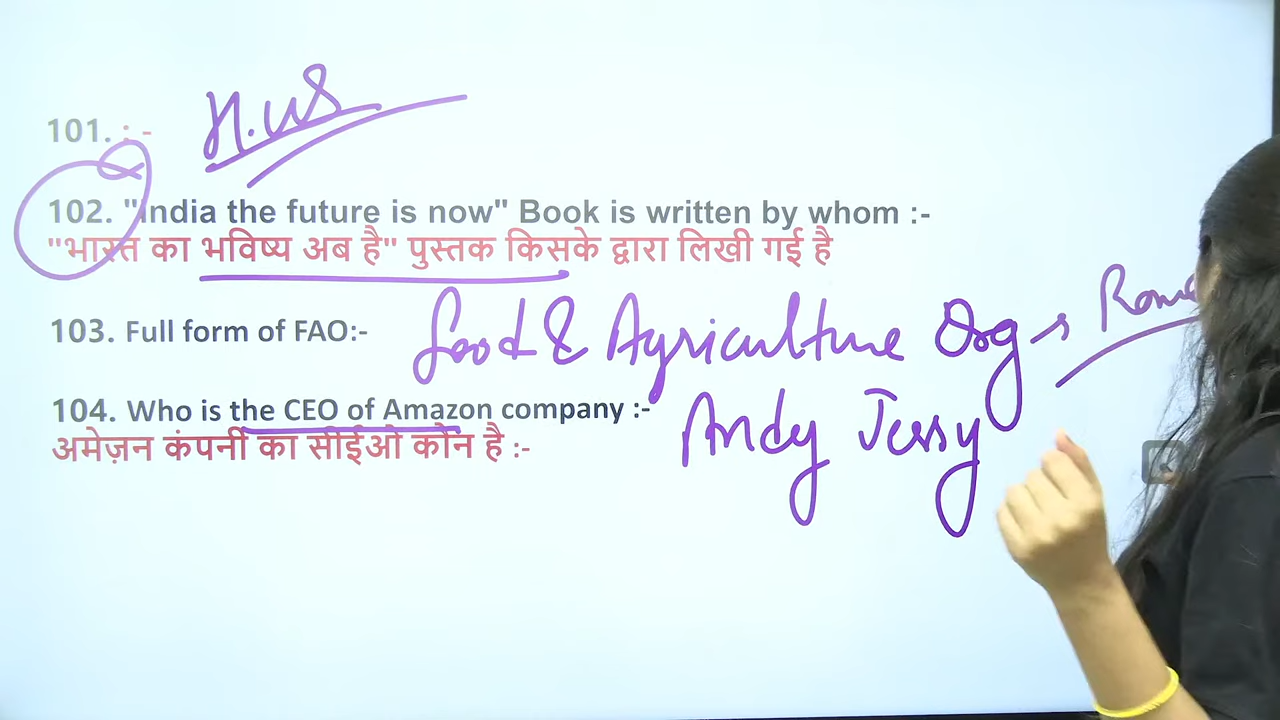 101. :- H.W
102. "India the future is now" Book is written by whom :-
"भारत का भविष्य अब है" पुस्तक किसके द्वारा लिखी गई है
103. Full form of FAO:- Food & Agriculture Org → Rome
104. Who is the CEO of Amazon company :- Andy Jessy
अमेज़न कंपनी का सीईओ कौन है :-